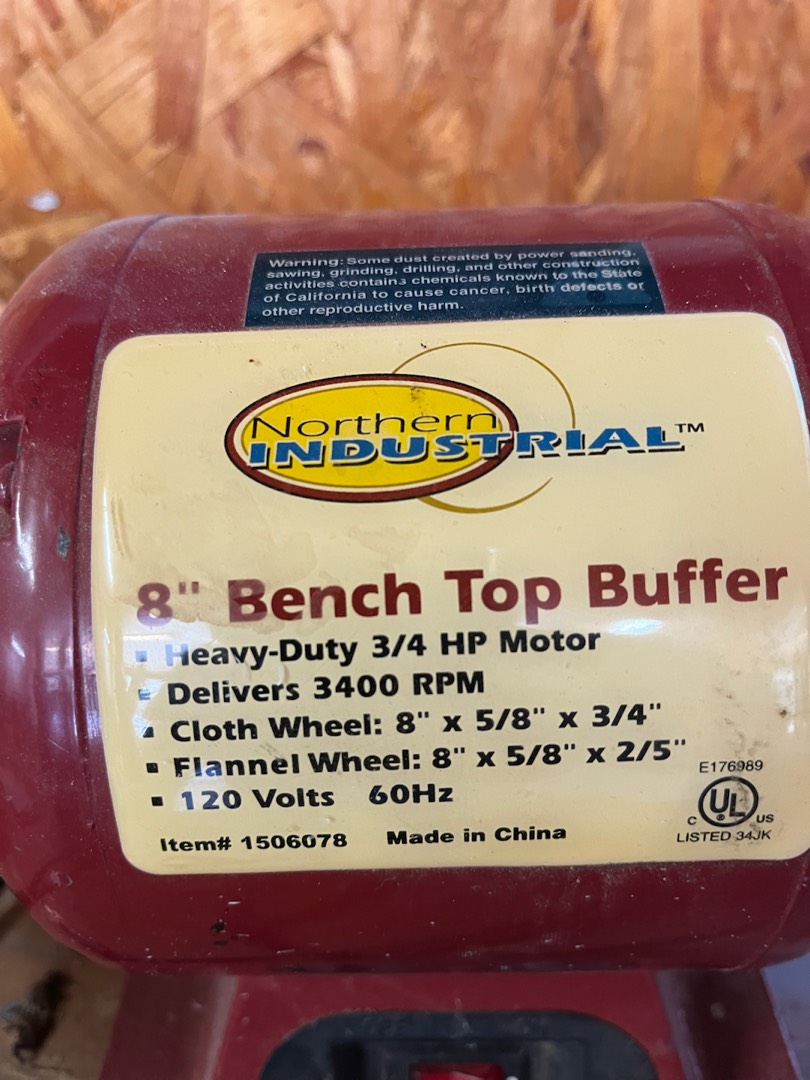 Warning: Some dust created by power sanding,
sawing, grinding, drilling, and other construction
activities contains chemicals known to the State
of California to cause cancer, birth defects or
other reproductive harm.
Northern
INDUSTRIAL™
8" Bench Top Buffer
▪ Heavy-Duty 3/4 HP Motor
▪ Delivers 3400 RPM
▪ Cloth Wheel: 8" x 5/8" x 3/4"
▪ Flannel Wheel: 8" x 5/8" x 2/5"
▪ 120 Volts 60Hz
Item# 1506078 Made in China
E176989
C UL ® US
LISTED 34JK